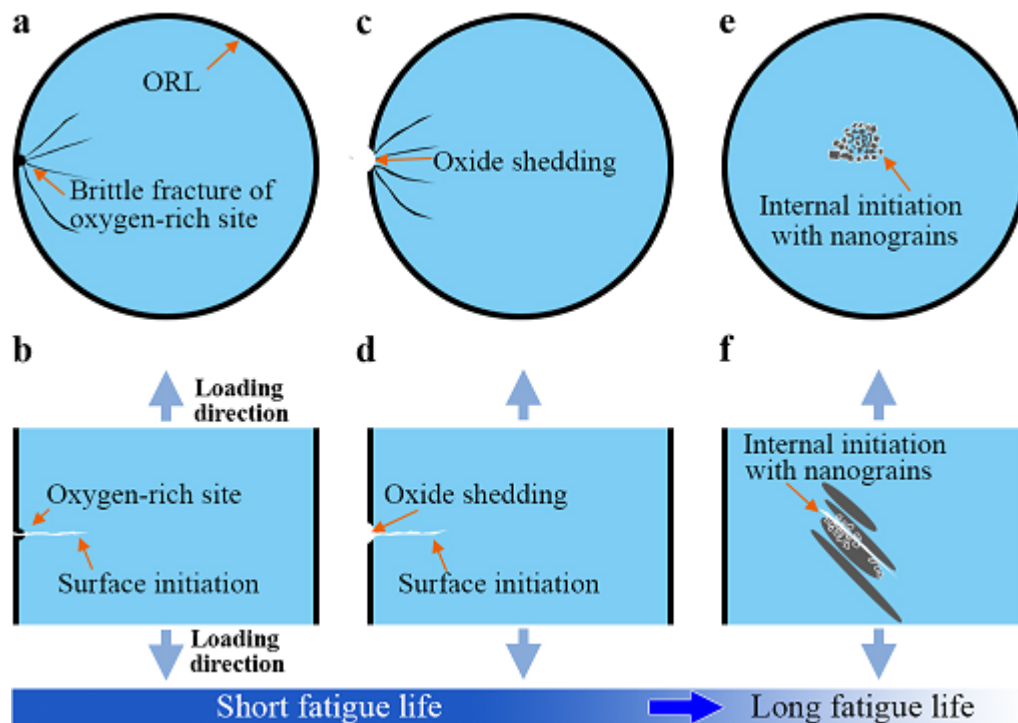 a
ORL
Brittle fracture of
oxygen-rich site
c
Oxide shedding
e
Internal initiation
with nanograins
b
Loading
direction
Oxygen-rich site
Surface initiation
Loading
direction
d
Oxide shedding
Surface initiation
f
Internal initiation
with nanograins
Short fatigue life
Long fatigue life